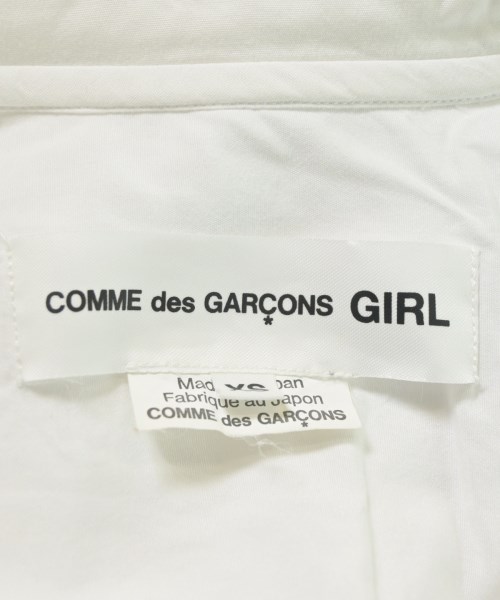 COMME des GARÇONS GIRL
XS
Fabrique au Japon
COMME des GARÇONS